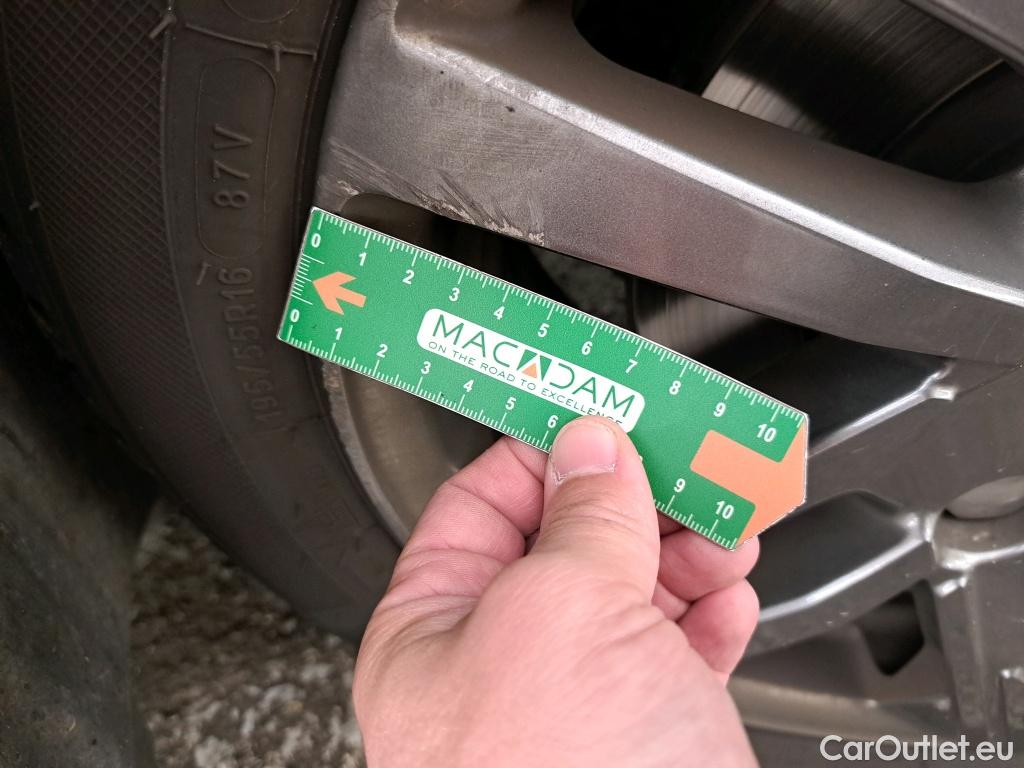 195/55R16 87V
0 1 2 3 4 5 6 7 8 9 10
MACADAM
ON THE ROAD TO EXCELLENCE
0 1 2 3 4 5 6 9 10
CarOutlet.eu